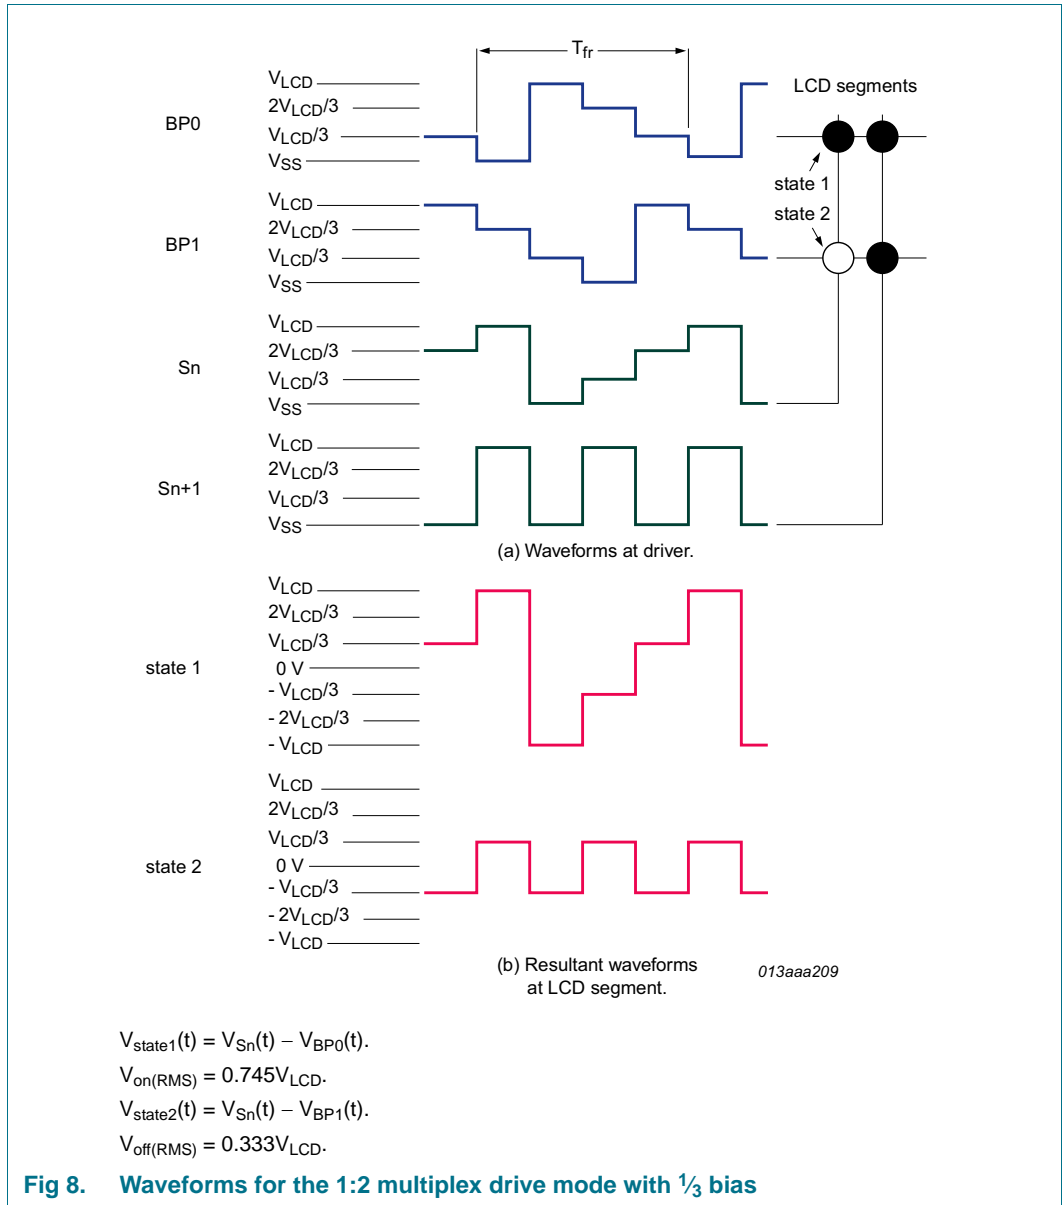 T_fr
BP0
V_LCD
2V_LCD/3
V_LCD/3
V_SS
LCD segments
state 1
state 2
BP1
V_LCD
2V_LCD/3
V_LCD/3
V_SS
Sn
V_LCD
2V_LCD/3
V_LCD/3
V_SS
Sn+1
V_LCD
2V_LCD/3
V_LCD/3
V_SS
(a) Waveforms at driver.
state 1
V_LCD
2V_LCD/3
V_LCD/3
0 V
- V_LCD/3
- 2V_LCD/3
- V_LCD
state 2
V_LCD
2V_LCD/3
V_LCD/3
0 V
- V_LCD/3
- 2V_LCD/3
- V_LCD
(b) Resultant waveforms
at LCD segment.
013aaa209
V_state1(t) = V_Sn(t) − V_BP0(t).
V_on(RMS) = 0.745V_LCD.
V_state2(t) = V_Sn(t) − V_BP1(t).
V_off(RMS) = 0.333V_LCD.
Fig 8. Waveforms for the 1:2 multiplex drive mode with 1⁄3 bias